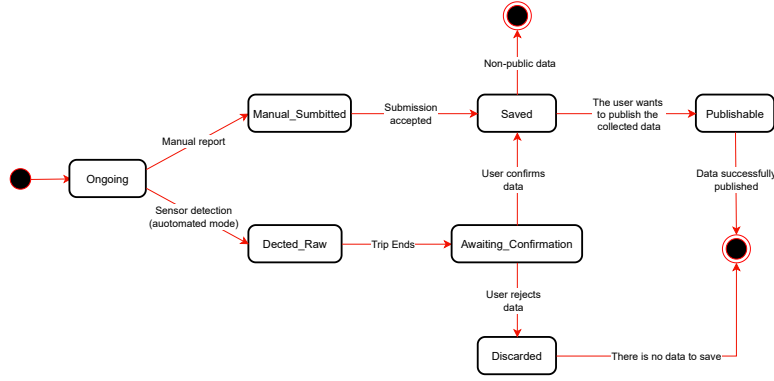 Non-public data
Manual_Sumbitted
Submission
accepted
Saved
The user wants
to publish the
collected data
Publishable
Manual report
Ongoing
User confirms
data
Data successfully
published
Sensor detection
(auotomated mode)
Dected_Raw
Trip Ends
Awaiting_Confirmation
User rejects
data
Discarded
There is no data to save